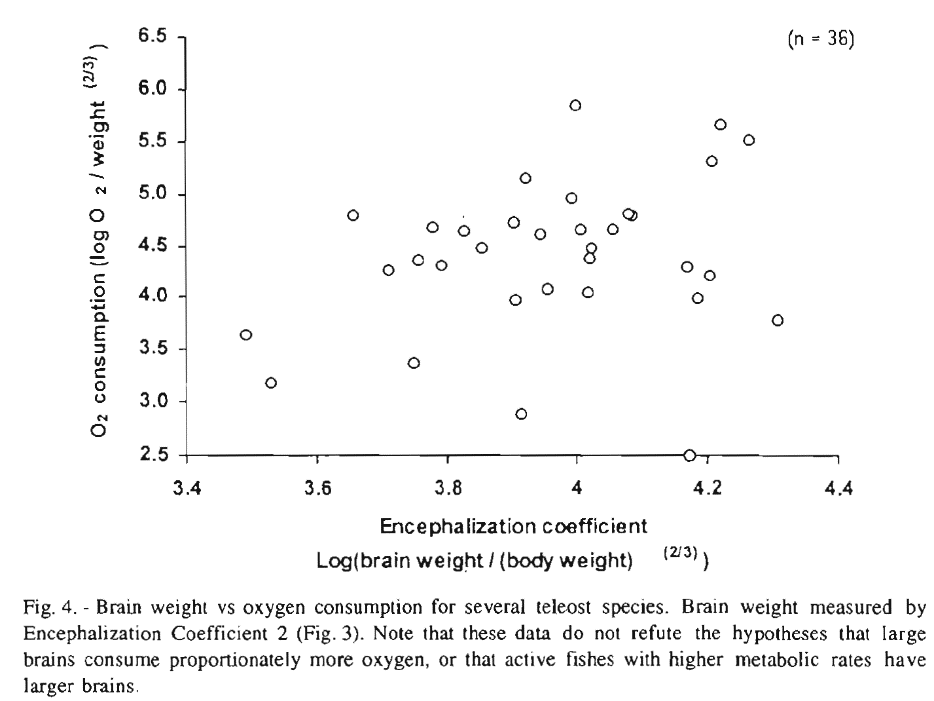 6.5
(n = 36)
6.0
5.5
5.0
4.5
4.0
3.5
3.0
2.5
O2 consumption (log O 2 / weight (2/3) )
3.4 3.6 3.8 4 4.2 4.4
Encephalization coefficient
Log(brain weight / (body weight) (2/3) )
Fig. 4. - Brain weight vs oxygen consumption for several teleost species. Brain weight measured by
Encephalization Coefficient 2 (Fig. 3). Note that these data do not refute the hypotheses that large
brains consume proportionately more oxygen, or that active fishes with higher metabolic rates have
larger brains.